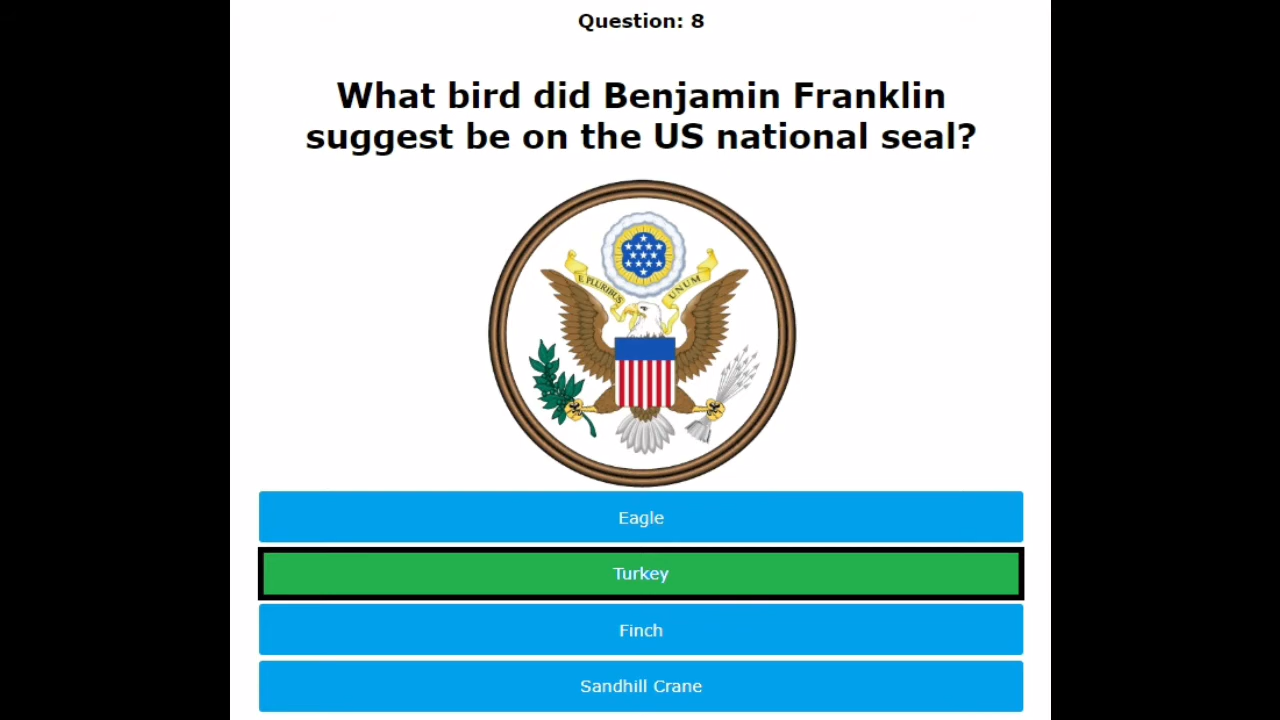 Question: 8
What bird did Benjamin Franklin
suggest be on the US national seal?
E PLURIBUS UNUM
Eagle
Turkey
Finch
Sandhill Crane